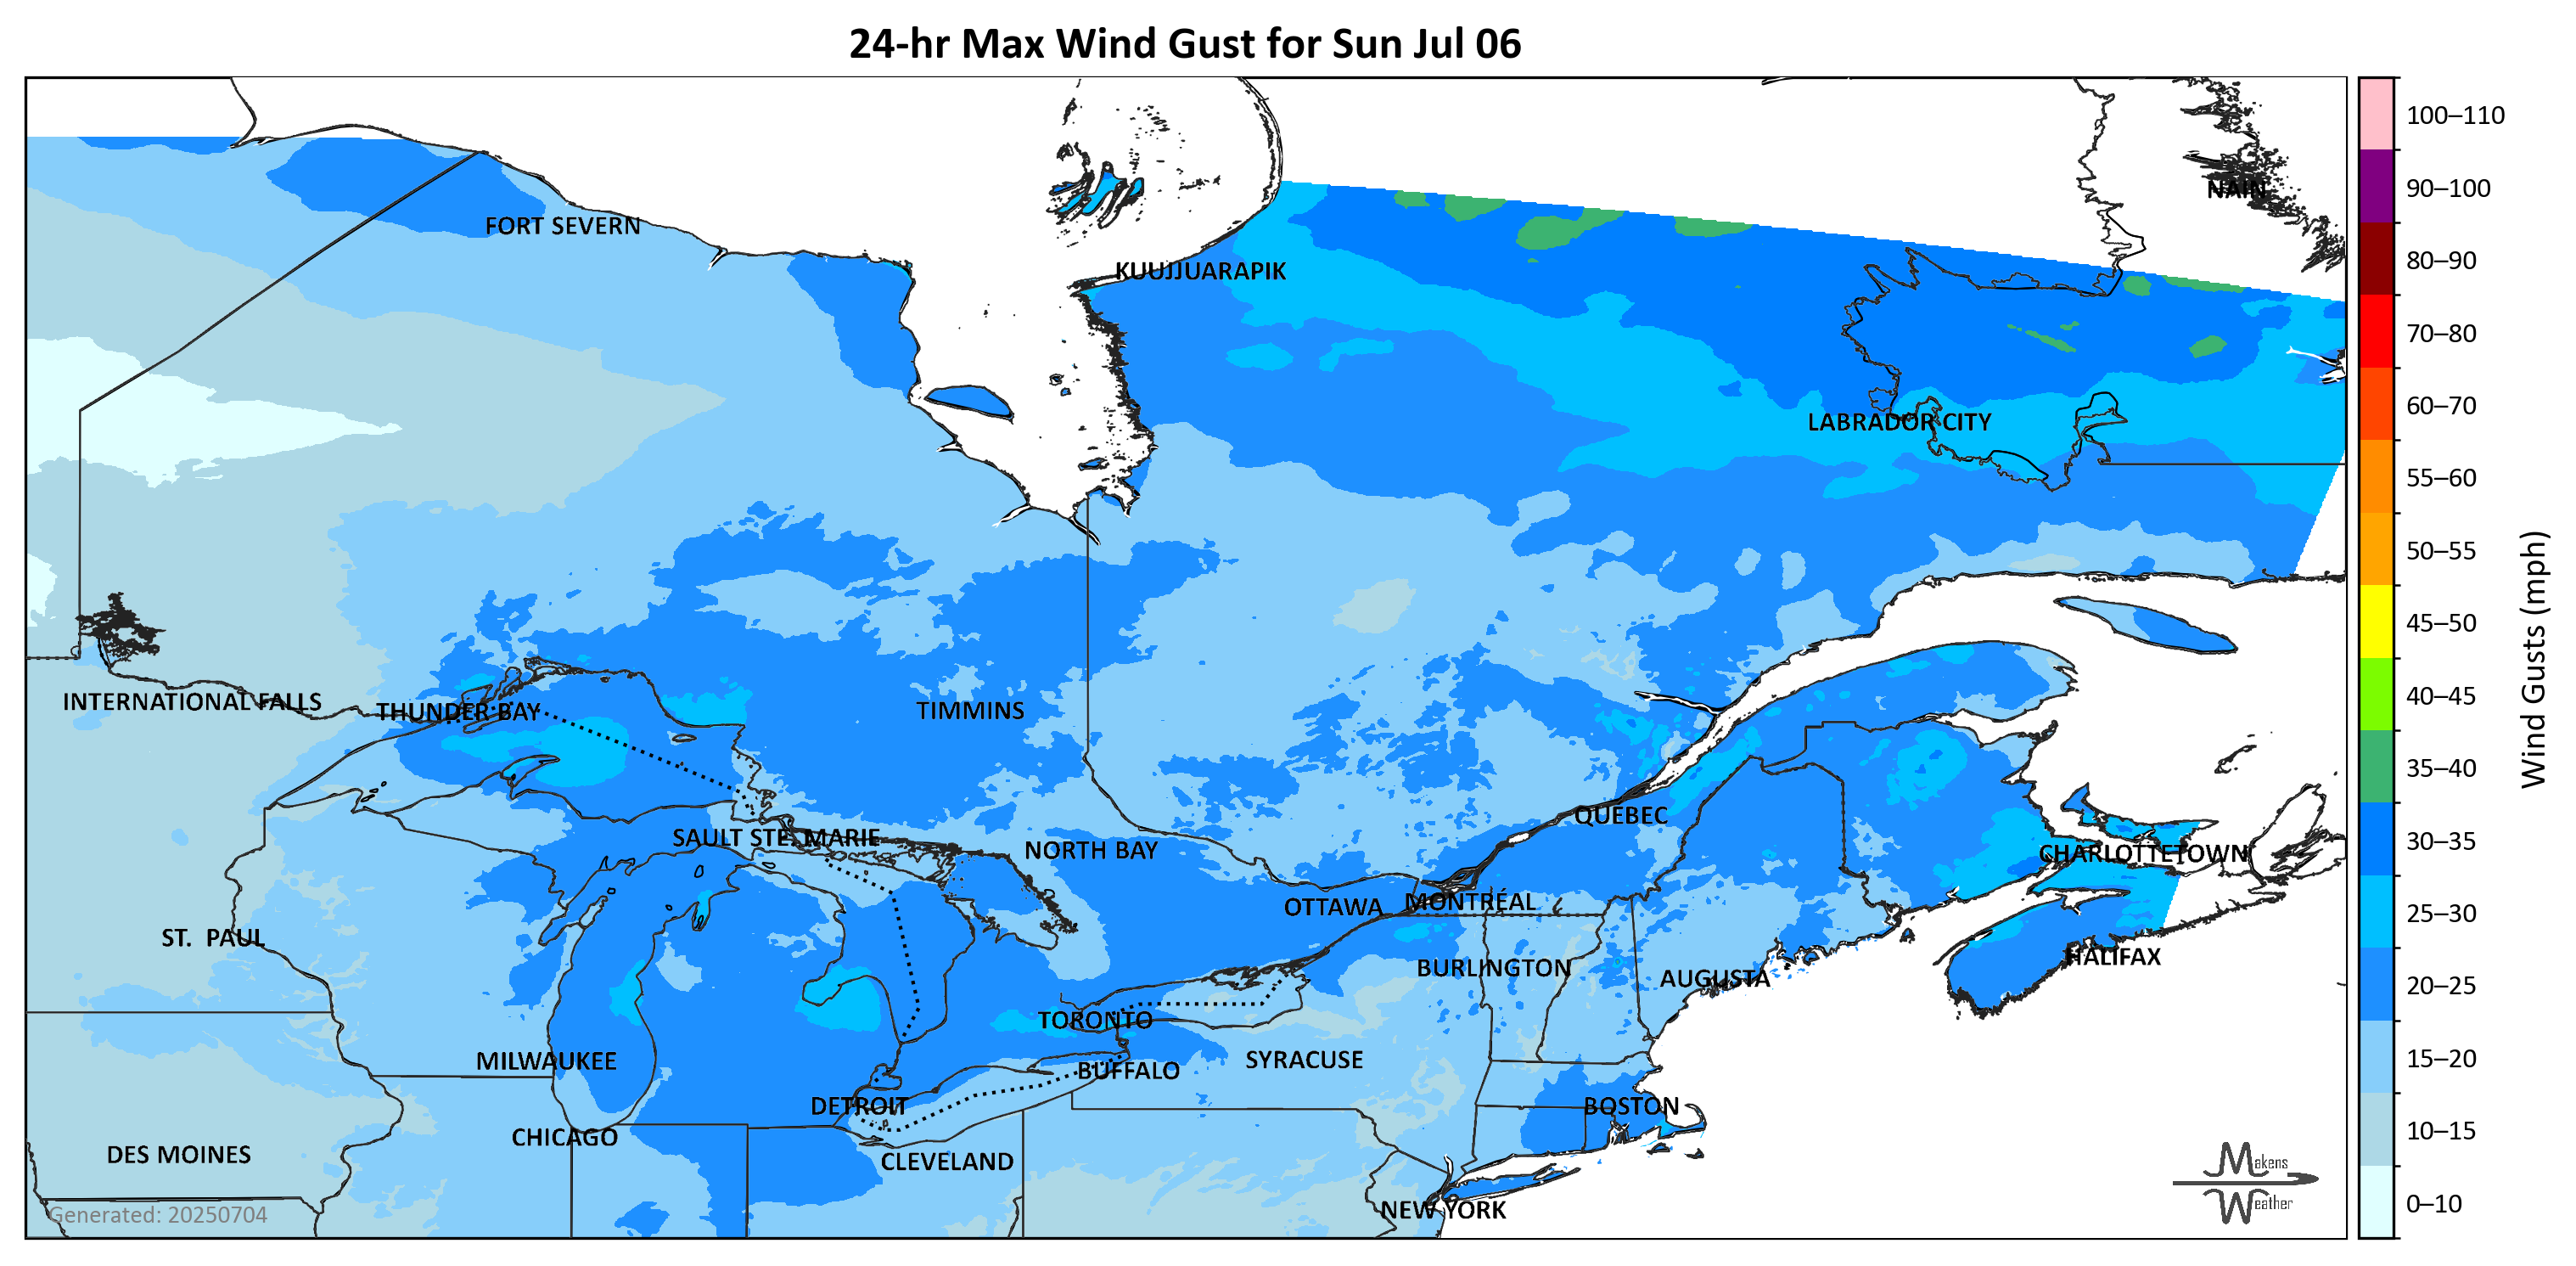 24-hr Max Wind Gust for Sun Jul 06
100–110
NAIN
90–100
FORT SEVERN
80–90
KUUJJUARAPIK
70–80
60–70
LABRADOR CITY
55–60
50–55
45–50
40–45
INTERNATIONAL FALLS
THUNDER BAY
TIMMINS
35–40
Wind Gusts (mph)
QUEBEC
SAULT STE. MARIE
30–35
NORTH BAY
CHARLOTTETOWN
OTTAWA
MONTRÉAL
25–30
ST. PAUL
HALIFAX
BURLINGTON
AUGUSTA
20–25
TORONTO
MILWAUKEE
SYRACUSE
15–20
BUFFALO
DETROIT
BOSTON
10–15
CHICAGO
DES MOINES
CLEVELAND
Makens
Weather
0–10
NEW YORK
Generated: 20250704